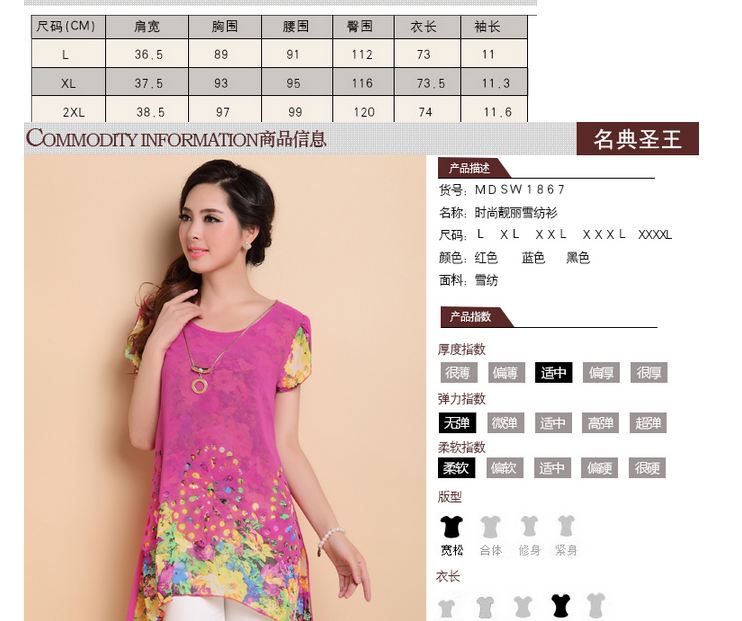 尺码(CM) 肩宽 胸围 腰围 臀围 衣长 袖长
L 36.5 89 91 112 73 11
XL 37.5 93 95 116 73.5 11.3
2XL 38.5 97 99 120 74 11.6
COMMODITY INFORMATION商品信息 名典圣王
产品描述
货号: MDSW1867
名称: 时尚靓丽雪纺衫
尺码: L XL XXL XXXL XXXXL
颜色: 红色 蓝色 黑色
面料: 雪纺
产品指数
厚度指数
很薄 偏薄 适中 偏厚 很厚
弹力指数
无弹 微弹 适中 高弹 超弹
柔软指数
柔软 偏软 适中 偏硬 很硬
版型
宽松 合体 修身 紧身
衣长